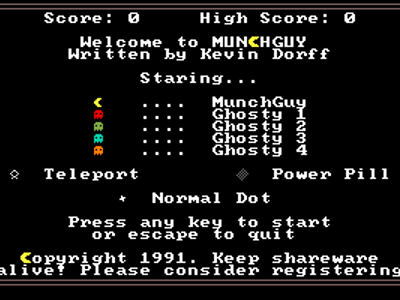 Score: 0 High Score: 0
Welcome to MUNCHGUY
Written by Kevin Dorff
Staring...
.... MunchGuy
.... Ghosty 1
.... Ghosty 2
.... Ghosty 3
.... Ghosty 4
Teleport Power Pill
Normal Dot
Press any key to start
or escape to quit
Copyright 1991. Keep shareware
alive! Please consider registering